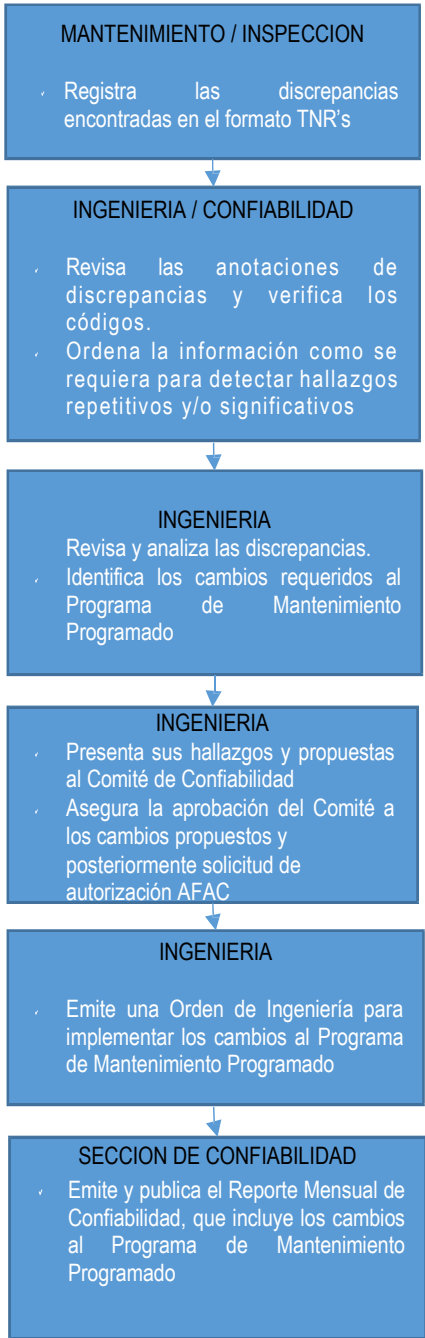 MANTENIMIENTO / INSPECCION
✓ Registra las discrepancias
encontradas en el formato TNR's
INGENIERIA / CONFIABILIDAD
✓ Revisa las anotaciones de
discrepancias y verifica los
códigos.
✓ Ordena la información como se
requiera para detectar hallazgos
repetitivos y/o significativos
INGENIERIA
Revisa y analiza las discrepancias.
✓ Identifica los cambios requeridos al
Programa de Mantenimiento
Programado
INGENIERIA
✓ Presenta sus hallazgos y propuestas
al Comité de Confiabilidad
✓ Asegura la aprobación del Comité a
los cambios propuestos y
posteriormente solicitud de
autorización AFAC
INGENIERIA
✓ Emite una Orden de Ingeniería para
implementar los cambios al Programa
de Mantenimiento Programado
SECCION DE CONFIABILIDAD
✓ Emite y publica el Reporte Mensual de
Confiabilidad, que incluye los cambios
al Programa de Mantenimiento
Programado